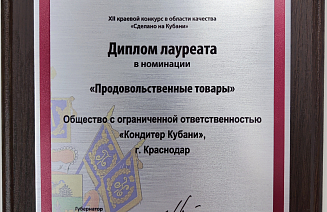 XII краевой конкурс в области качества
«Сделано на Кубани»
Диплом лауреата
в номинации
«Продовольственные товары»
Общество с ограниченной ответственностью
«Кондитер Кубани»,
г. Краснодар
Губернатор